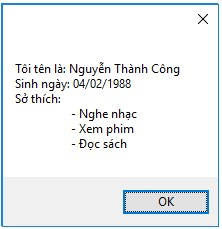 Tôi tên là: Nguyễn Thành Công
Sinh ngày: 04/02/1988
Sở thích:
- Nghe nhạc
- Xem phim
- Đọc sách
OK